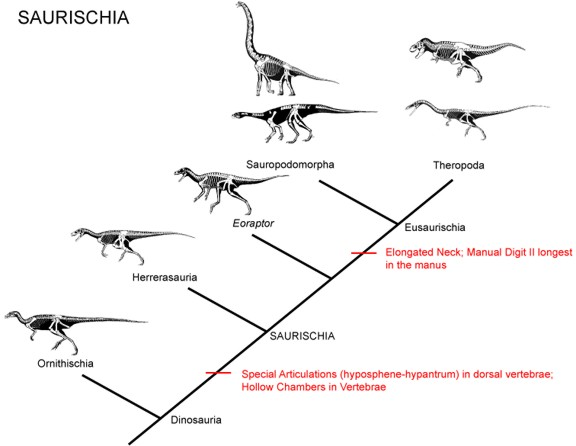 SAURISCHIA
Sauropodomorpha
Theropoda
Eoraptor
Eusaurischia
Elongated Neck; Manual Digit II longest
in the manus
Herrerasauria
SAURISCHIA
Ornithischia
Special Articulations (hyposphene-hypantrum) in dorsal vertebrae;
Hollow Chambers in Vertebrae
Dinosauria